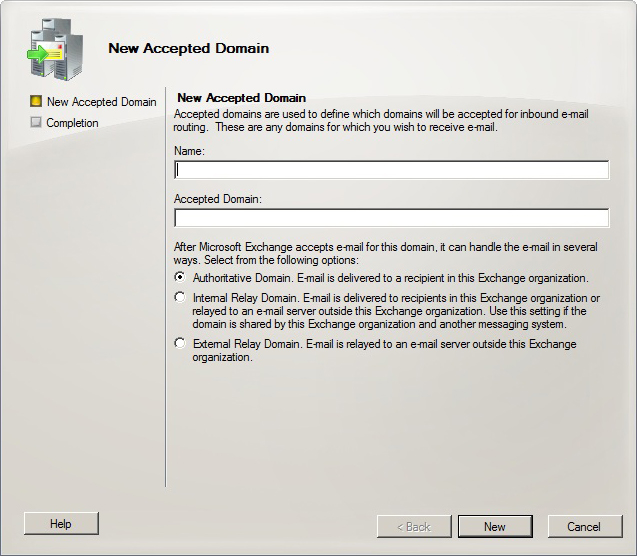 New Accepted Domain
New Accepted Domain
Completion
New Accepted Domain
Accepted domains are used to define which domains will be accepted for inbound e-mail
routing.  These are any domains for which you wish to receive e-mail.
Name:
Accepted Domain:
After Microsoft Exchange accepts e-mail for this domain, it can handle the e-mail in several
ways. Select from the following options:
Authoritative Domain. E-mail is delivered to a recipient in this Exchange organization.
Internal Relay Domain. E-mail is delivered to recipients in this Exchange organization or
relayed to an e-mail server outside this Exchange organization. Use this setting if the
domain is shared by this Exchange organization and another messaging system.
External Relay Domain. E-mail is relayed to an e-mail server outside this Exchange
organization.
Help
< Back
New
Cancel